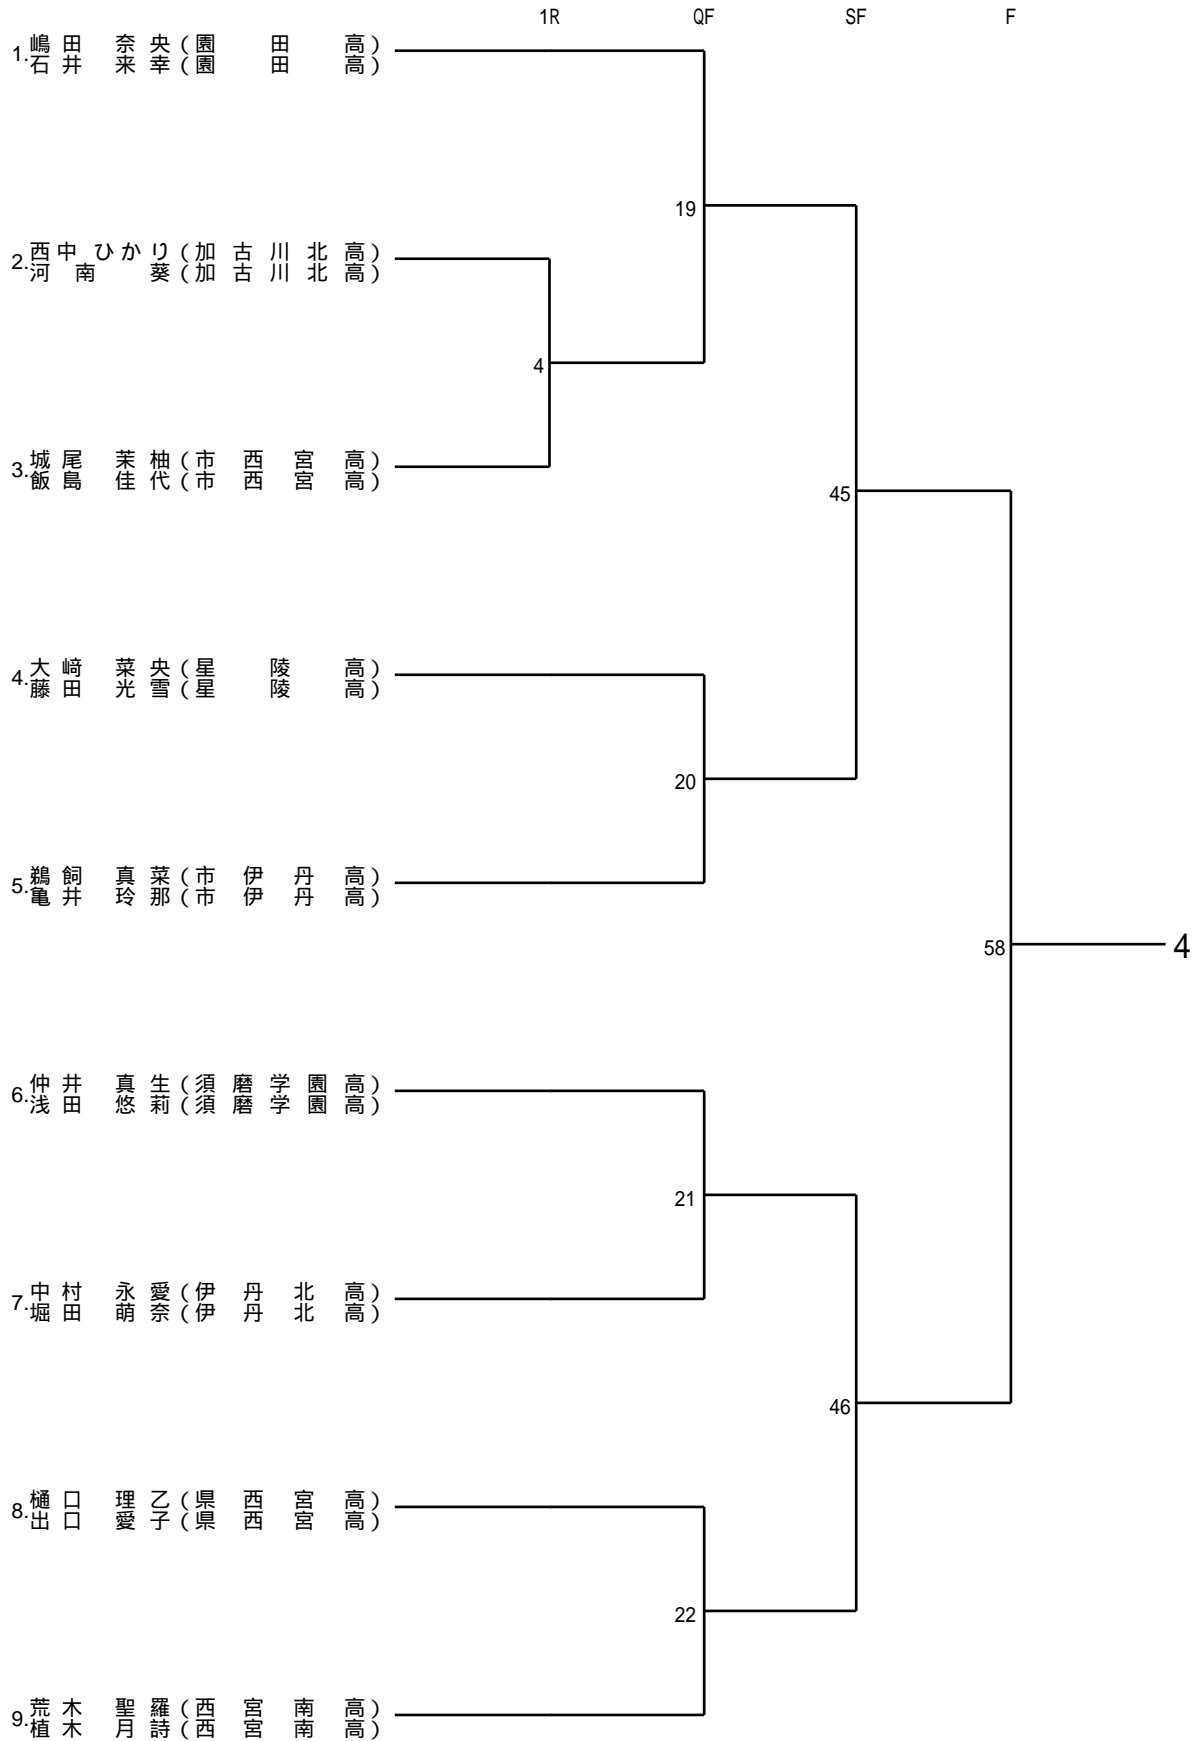 1R QF SF F
1. 嶋田 奈央(園田高)
石井 来幸(園田高)
19
2. 西中 ひかり(加古川北高)
河南 葵(加古川北高)
4
3. 城尾 茉柚(市西宮高)
飯島 佳代(市西宮高)
45
4. 大﨑 菜央(星陵高)
藤田 光雪(星陵高)
20
5. 鵜飼 真菜(市伊丹高)
亀井 玲那(市伊丹高)
58 4
6. 仲井 真生(須磨学園高)
浅田 悠莉(須磨学園高)
21
7. 中村 永愛(伊丹北高)
堀田 萌奈(伊丹北高)
46
8. 樋口 理乙(県西宮高)
出口 愛子(県西宮高)
22
9. 荒木 聖羅(西宮南高)
植木 月詩(西宮南高)